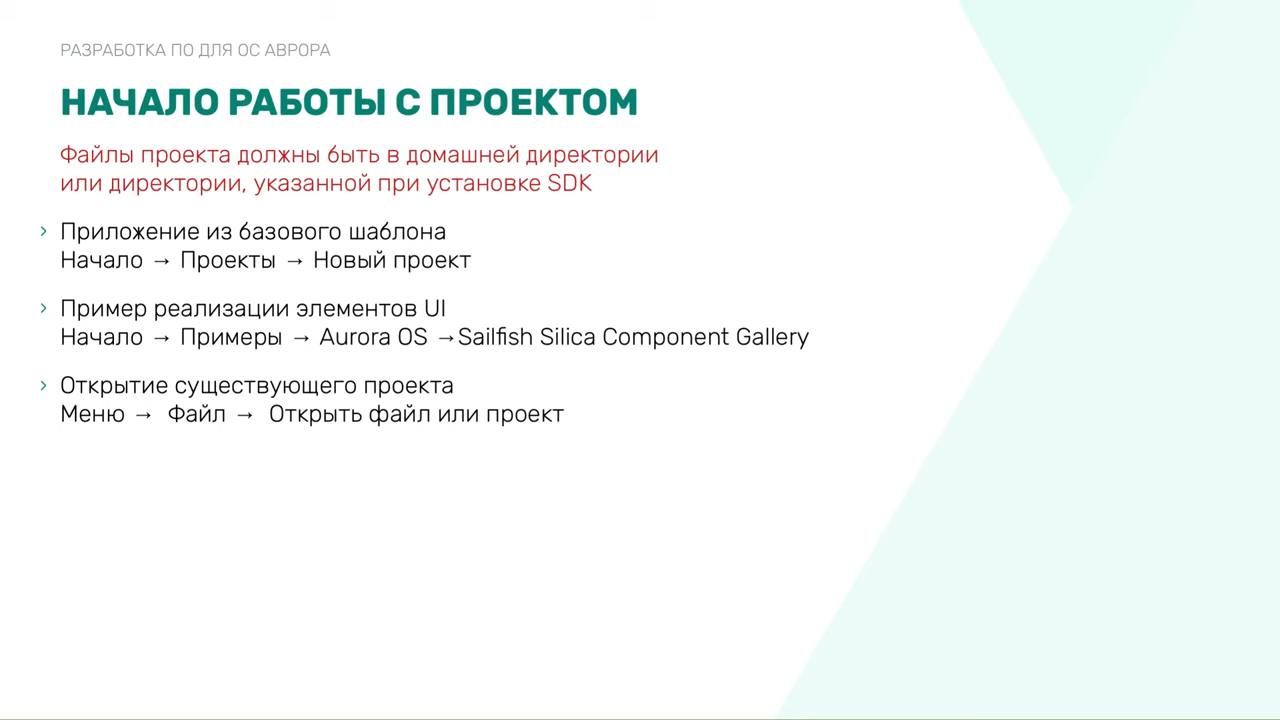 РАЗРАБОТКА ПО ДЛЯ ОС АВРОРА
НАЧАЛО РАБОТЫ С ПРОЕКТОМ
Файлы проекта должны быть в домашней директории
или директории, указанной при установке SDK
› Приложение из базового шаблона
Начало → Проекты → Новый проект
› Пример реализации элементов UI
Начало → Примеры → Aurora OS →Sailfish Silica Component Gallery
› Открытие существующего проекта
Меню → Файл → Открыть файл или проект